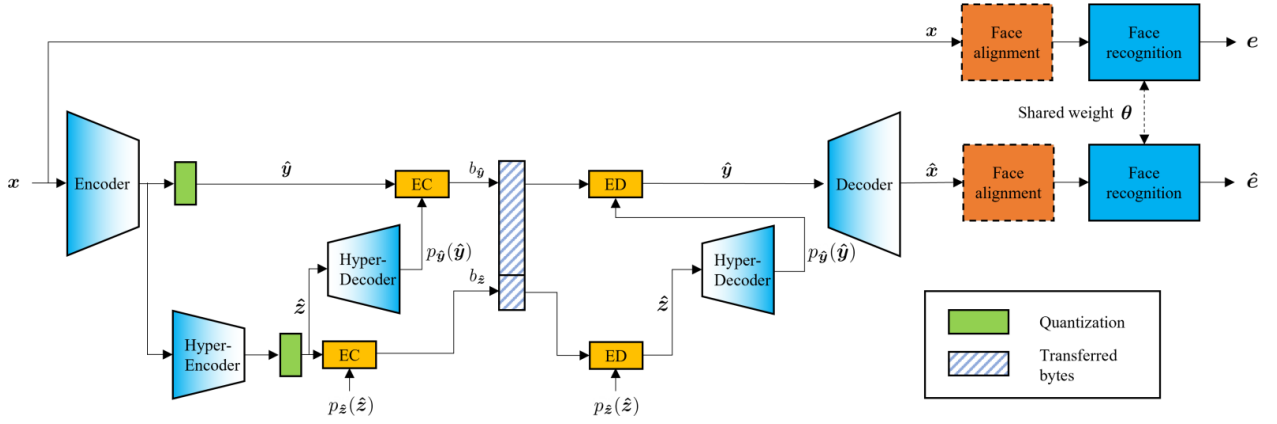 x
Face
alignment
Face
recognition
e
Shared weight θ
x
Encoder
ŷ
EC
b_ŷ
ED
ŷ
Decoder
x̂
Face
alignment
Face
recognition
ê
Hyper-
Decoder
p_ŷ(ŷ)
b_ẑ
Hyper-
Decoder
p_ŷ(ŷ)
ẑ
ẑ
Hyper-
Encoder
EC
ED
p_ẑ(ẑ)
p_ẑ(ẑ)
Quantization
Transferred
bytes